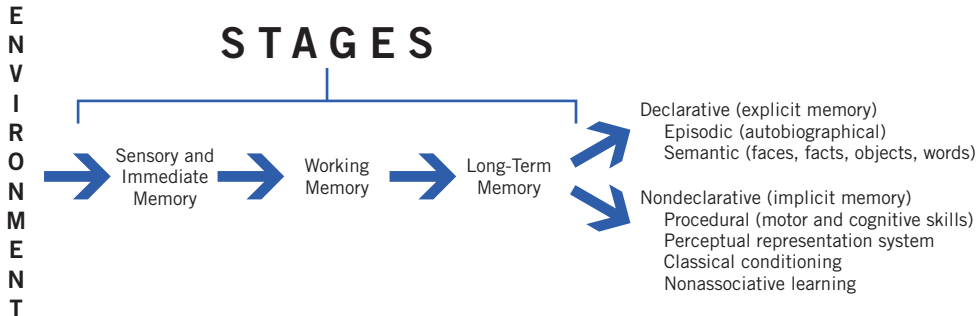 ENVIRONMENT
STAGES
Sensory and
Immediate
Memory
Working
Memory
Long-Term
Memory
Declarative (explicit memory)
Episodic (autobiographical)
Semantic (faces, facts, objects, words)
Nondeclarative (implicit memory)
Procedural (motor and cognitive skills)
Perceptual representation system
Classical conditioning
Nonassociative learning